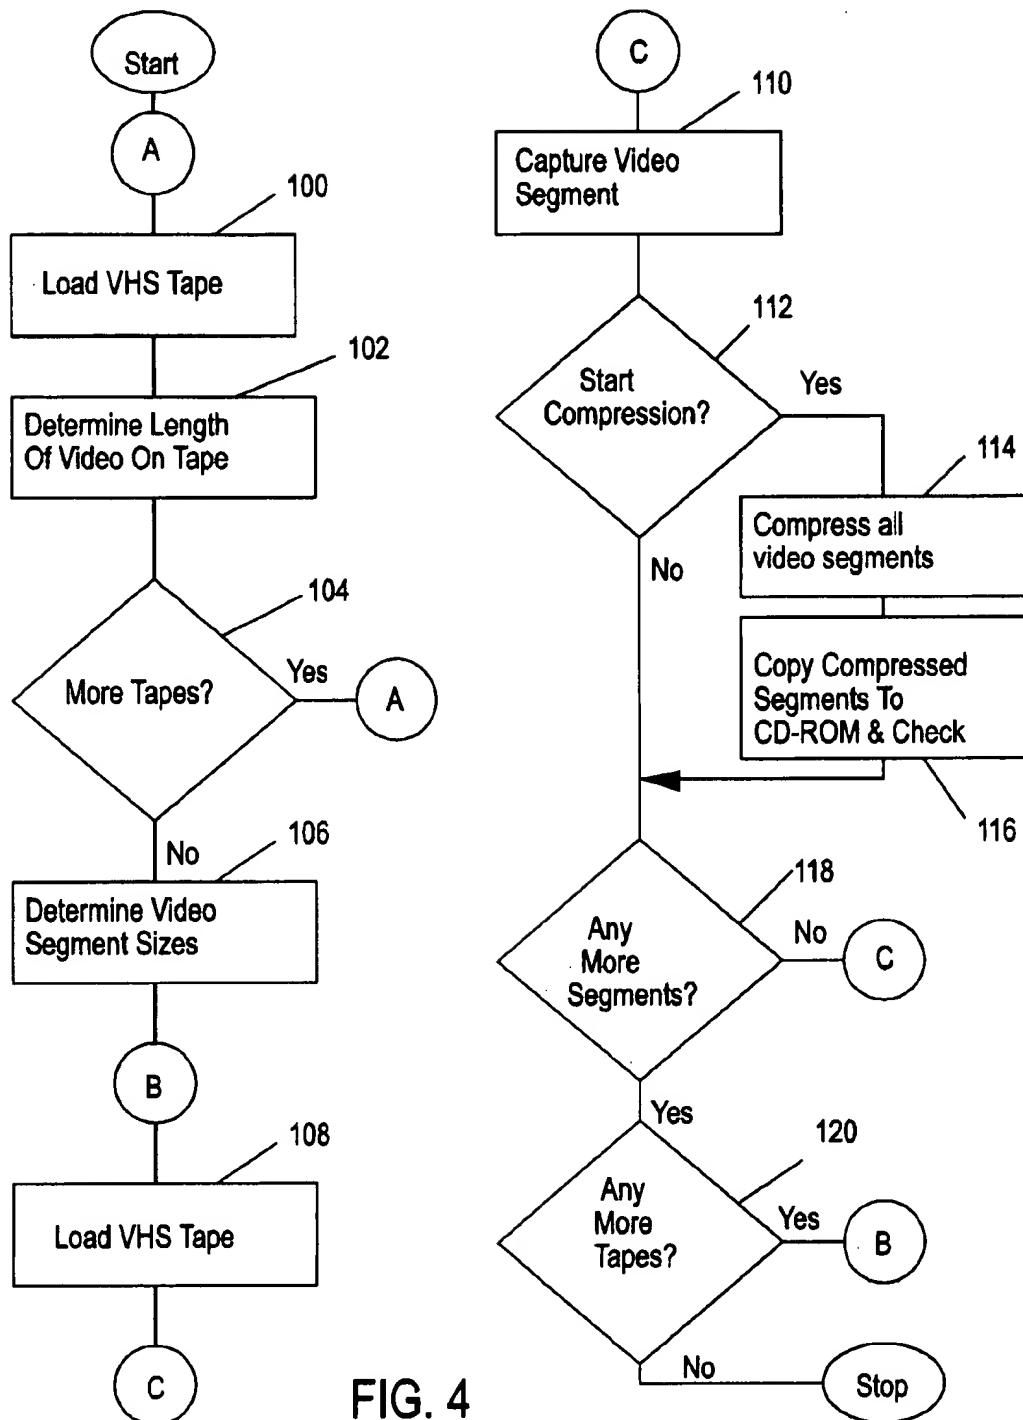 Start
A
100
Load VHS Tape
102
Determine Length
Of Video On Tape
104
More Tapes?
Yes
A
No
106
Determine Video
Segment Sizes
B
108
Load VHS Tape
C
C
110
Capture Video
Segment
112
Start
Compression?
Yes
No
114
Compress all
video segments
Copy Compressed
Segments To
CD-ROM & Check
116
118
Any
More
Segments?
No
C
Yes
120
Any
More
Tapes?
Yes
B
No
Stop
FIG. 4